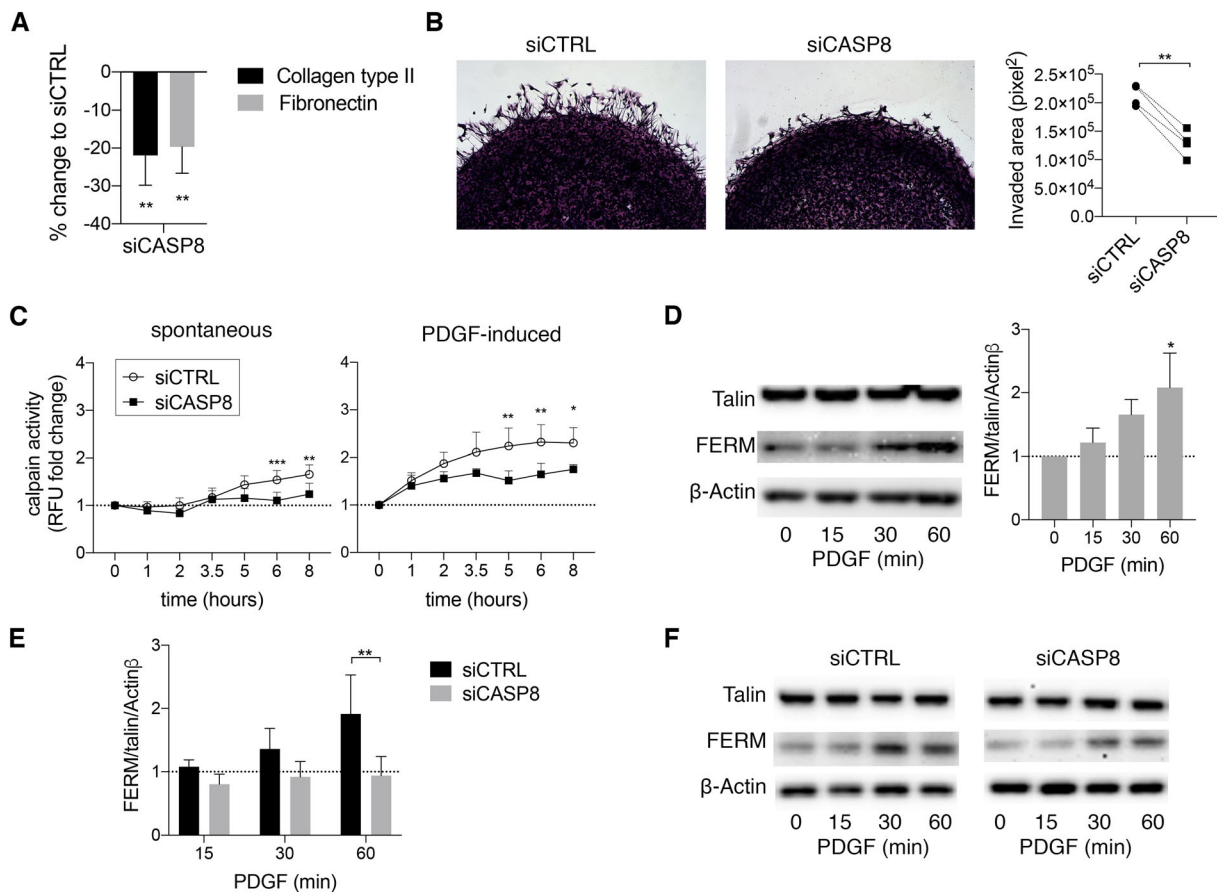 A
% change to siCTRL
0
-10
-20
-30
-40
**
**
siCASP8
Collagen type II
Fibronectin
B
siCTRL
siCASP8
Invaded area (pixel²)
2.5×10⁵
2.0×10⁵
1.5×10⁵
1.0×10⁵
5.0×10⁴
0.0
**
siCTRL
siCASP8
C
spontaneous
calpain activity
(RFU fold change)
4
3
2
1
0
siCTRL
siCASP8
***
**
0 1 2 3.5 5 6 8
time (hours)
PDGF-induced
4
3
2
1
0
** ** *
0 1 2 3.5 5 6 8
time (hours)
D
Talin
FERM
β-Actin
0 15 30 60
PDGF (min)
FERM/talin/Actinβ
3
2
1
0
*
0 15 30 60
PDGF (min)
E
FERM/talin/Actinβ
3
2
1
0
**
15 30 60
PDGF (min)
siCTRL
siCASP8
F
siCTRL
siCASP8
Talin
FERM
β-Actin
0 15 30 60
PDGF (min)
0 15 30 60
PDGF (min)